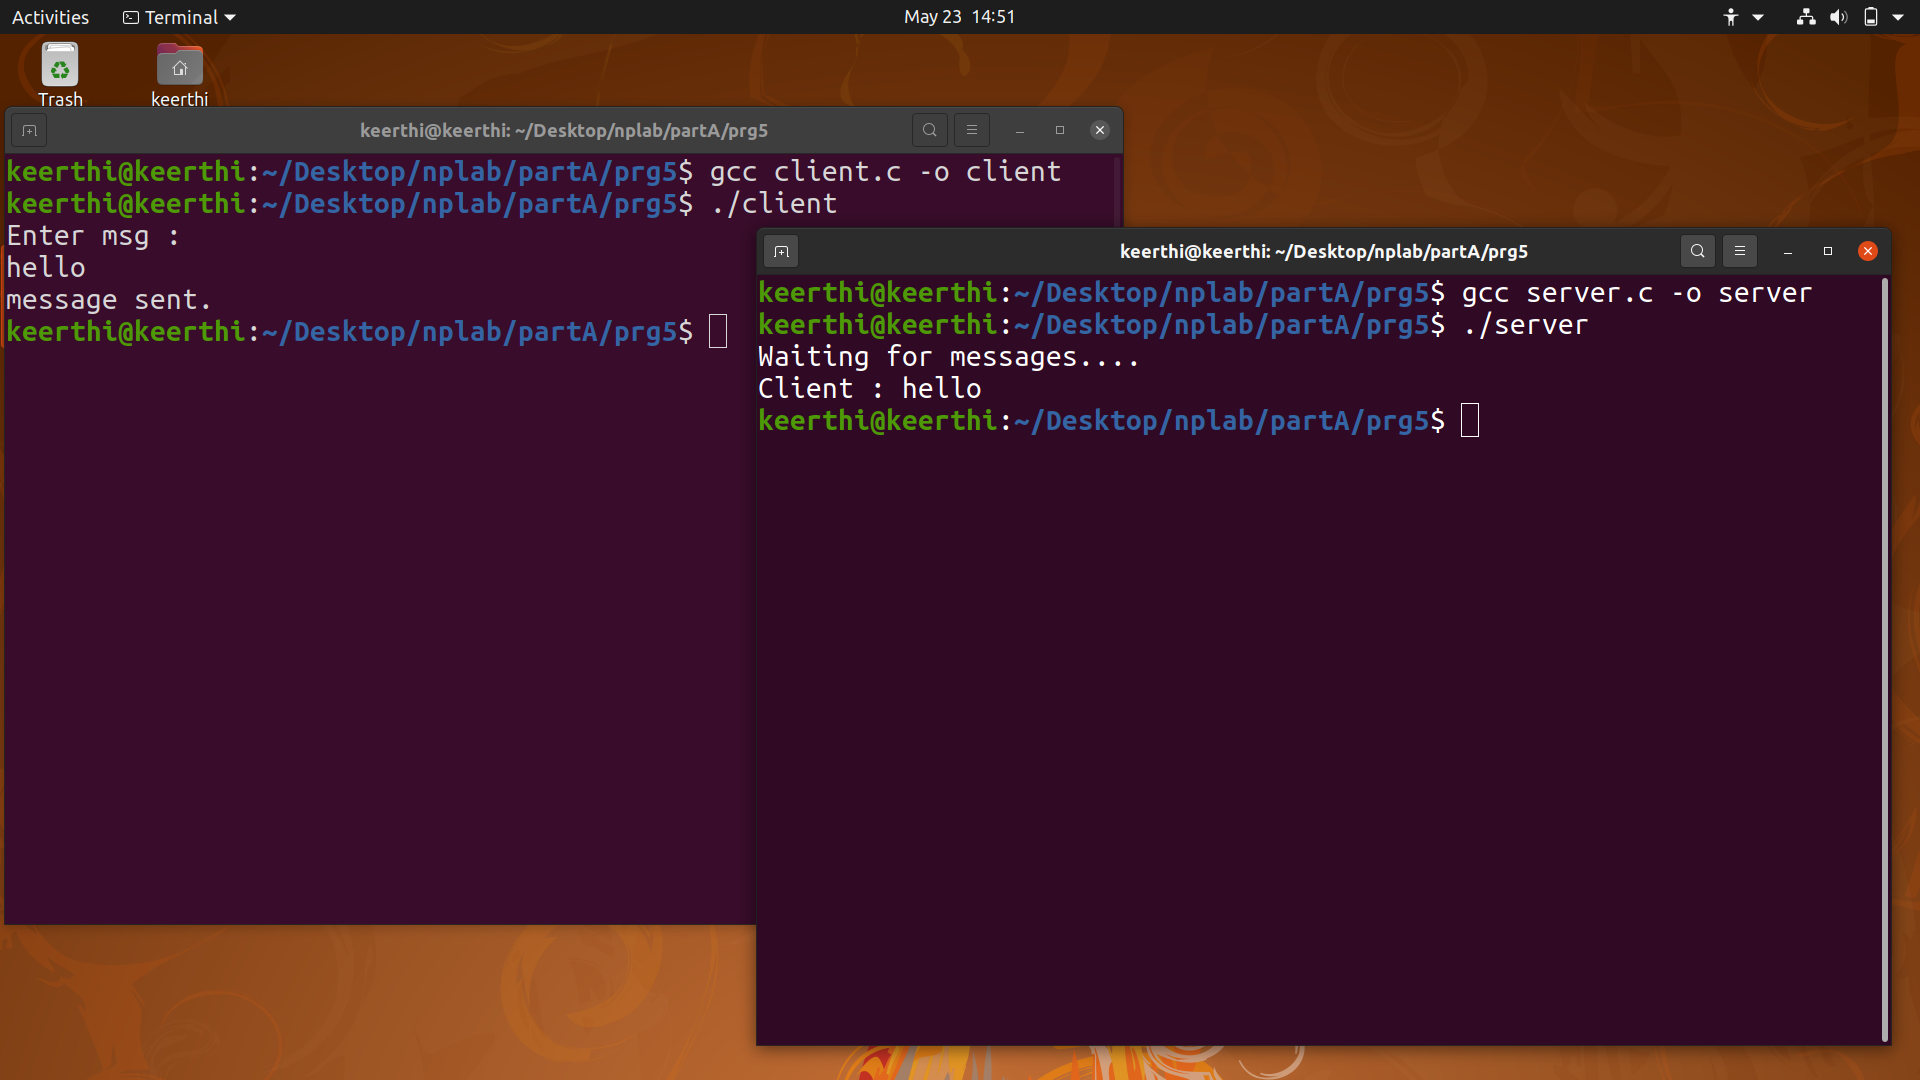 Activities Terminal May 23 14:51
Trash keerthi
keerthi@keerthi: ~/Desktop/nplab/partA/prg5
keerthi@keerthi:~/Desktop/nplab/partA/prg5$ gcc client.c -o client
keerthi@keerthi:~/Desktop/nplab/partA/prg5$ ./client
Enter msg :
hello
message sent.
keerthi@keerthi:~/Desktop/nplab/partA/prg5$
keerthi@keerthi: ~/Desktop/nplab/partA/prg5
keerthi@keerthi:~/Desktop/nplab/partA/prg5$ gcc server.c -o server
keerthi@keerthi:~/Desktop/nplab/partA/prg5$ ./server
Waiting for messages....
Client : hello
keerthi@keerthi:~/Desktop/nplab/partA/prg5$